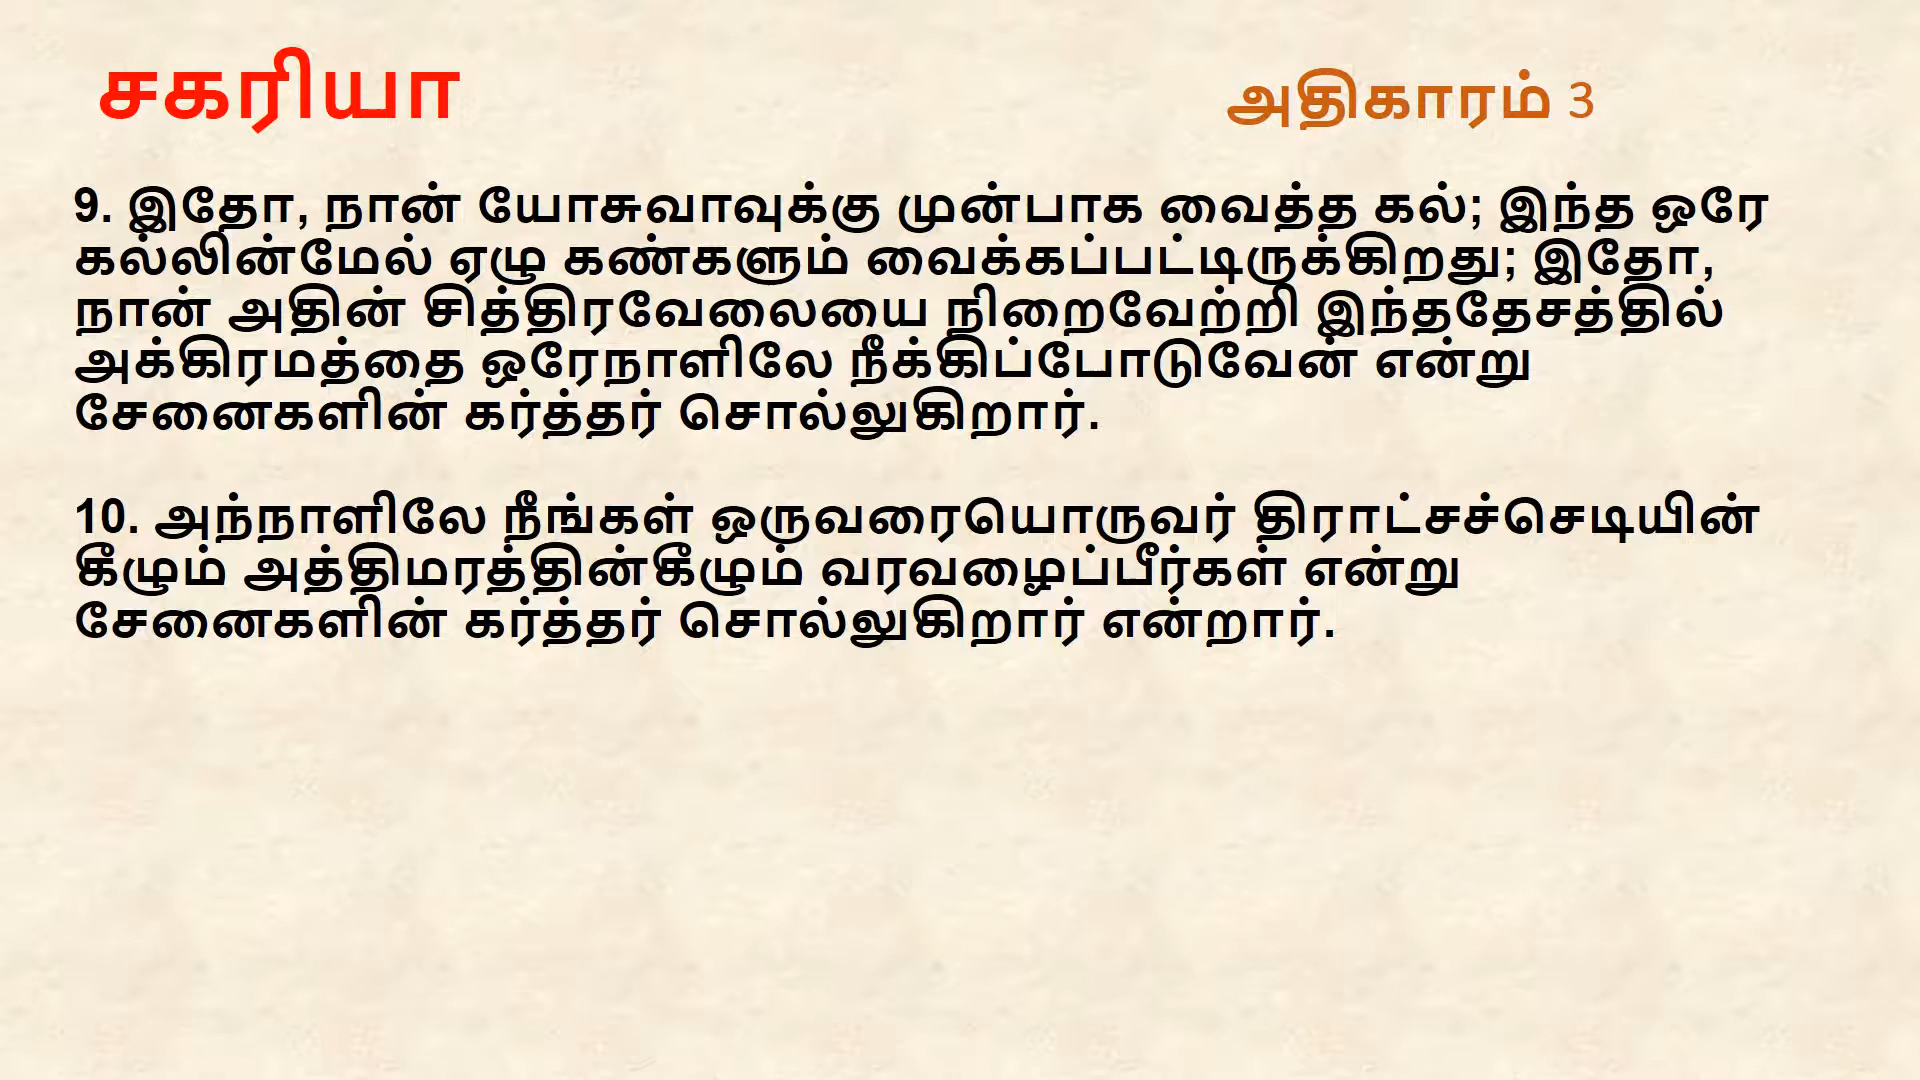 சகரியா
அதிகாரம் 3
9. இதோ, நான் யோசுவாவுக்கு முன்பாக வைத்த கல்; இந்த ஒரே
கல்லின்மேல் ஏழு கண்களும் வைக்கப்பட்டிருக்கிறது; இதோ,
நான் அதின் சித்திரவேலையை நிறைவேற்றி இந்ததேசத்தில்
அக்கிரமத்தை ஒரேநாளிலே நீக்கிப்போடுவேன் என்று
சேனைகளின் கர்த்தர் சொல்லுகிறார்.
10. அந்நாளிலே நீங்கள் ஒருவரையொருவர் திராட்சச்செடியின்
கீழும் அத்திமரத்தின்கீழும் வரவழைப்பீர்கள் என்று
சேனைகளின் கர்த்தர் சொல்லுகிறார் என்றார்.